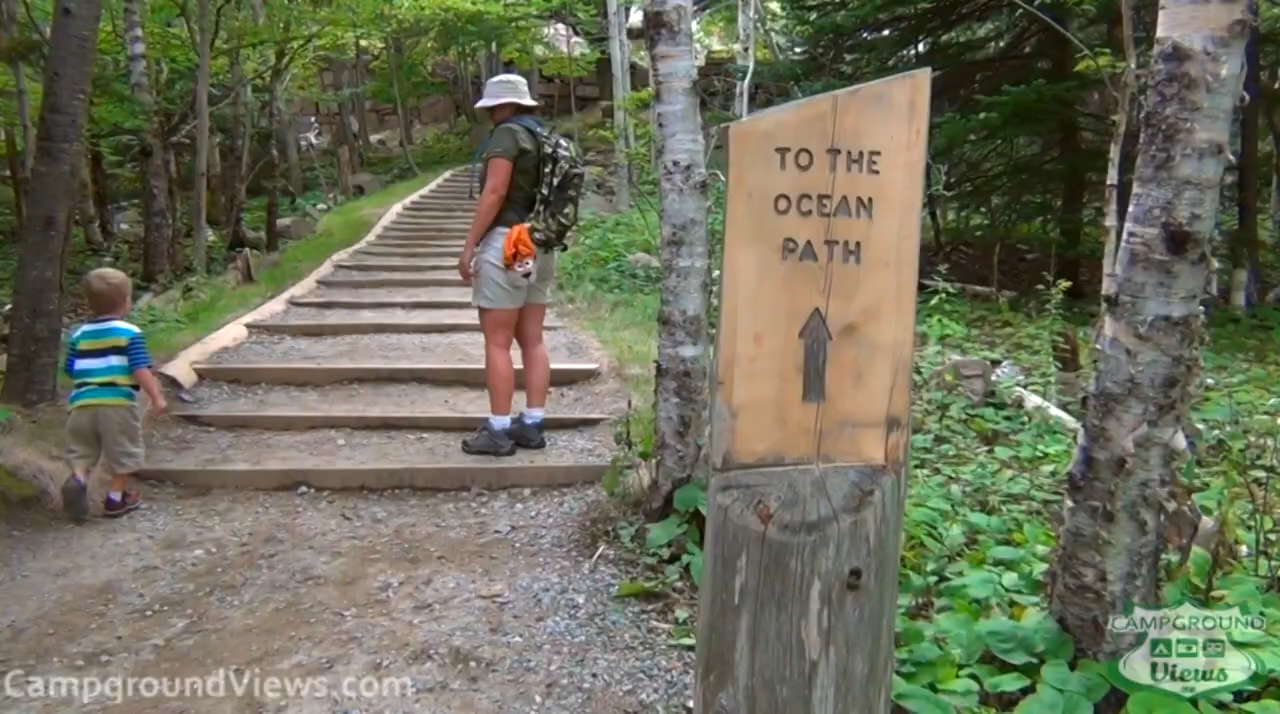 TO THE
OCEAN
PATH
CampgroundViews.com
CAMPGROUND
Views